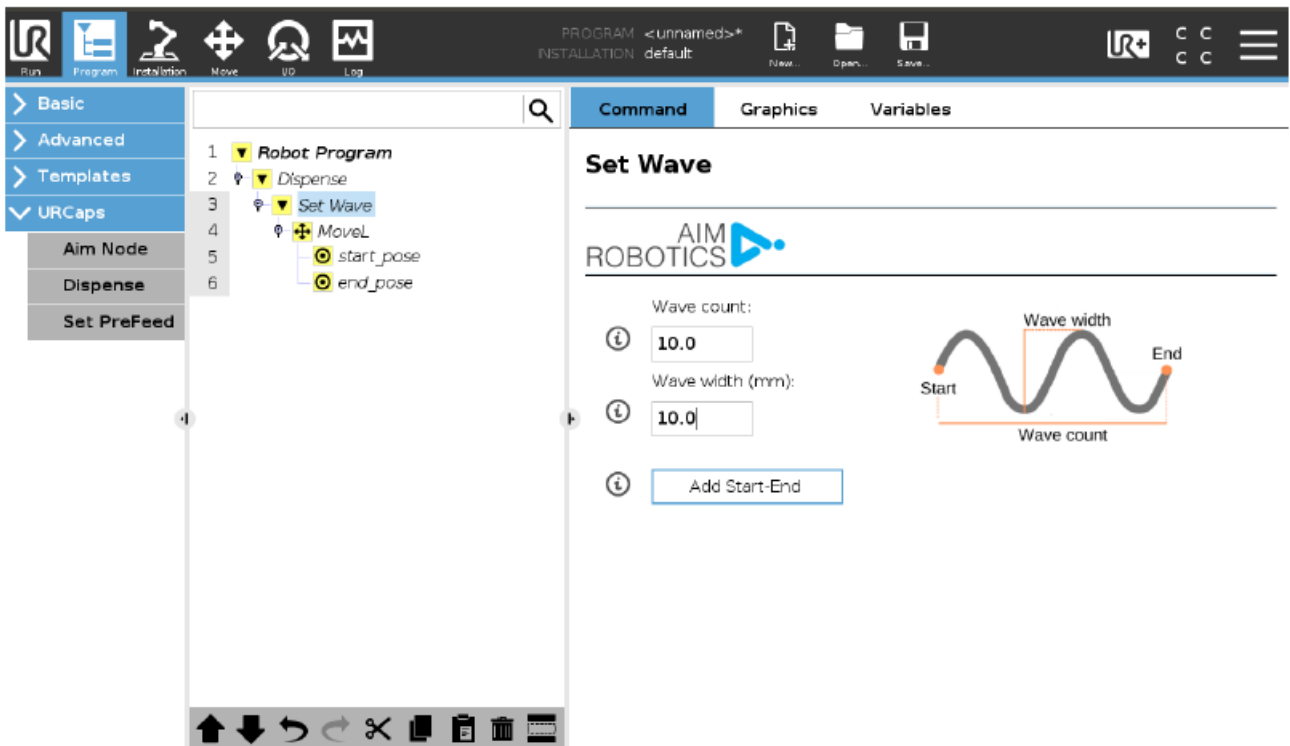 PROGRAM <unnamed>*
INSTALLATION default
Run Program Installation Move I/O Log New... Open... Save...
UR+
C C
C C
Basic
Advanced
Templates
URCaps
Aim Node
Dispense
Set PreFeed
1 Robot Program
2 Dispense
3 Set Wave
4 MoveL
5 start_pose
6 end_pose
Command Graphics Variables
Set Wave
AIM
ROBOTICS
Wave count:
10.0
Wave width (mm):
10.0
Add Start-End
Wave width
End
Start
Wave count